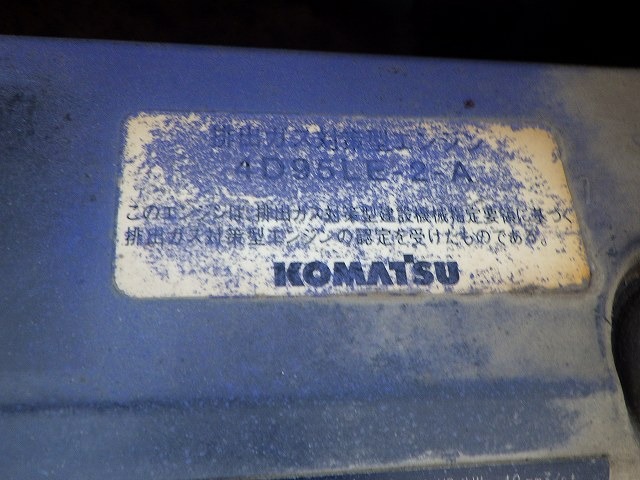 排出ガス対策型エンジン
4D95LE-2-A
このエンジンは、排出ガス対策型建設機械指定要領に基づく
排出ガス対策型エンジンの認定を受けたものである。
KOMATSU